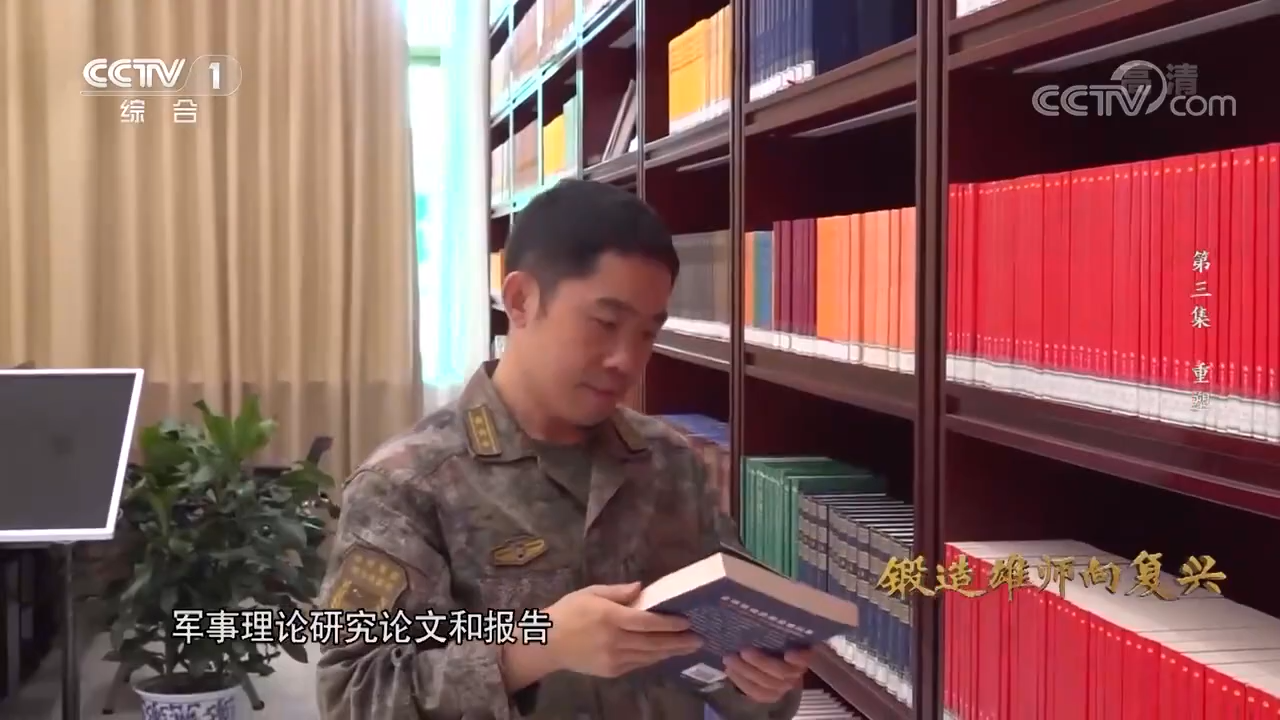 CCTV 1
综合
高清
CCTV.com
第三集 重塑
锻造雄师向复兴
军事理论研究论文和报告